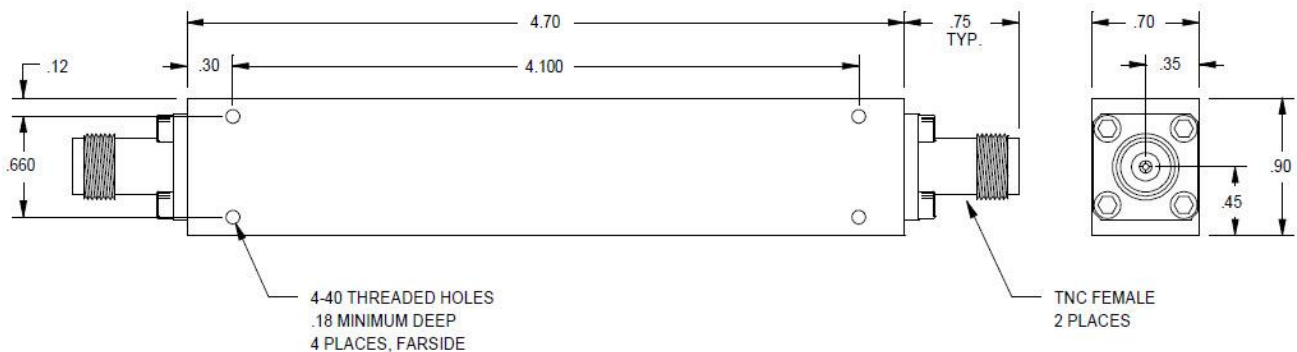 4.70
.75
TYP.
.70
.12
.30
4.100
.35
.660
.90
.45
4-40 THREADED HOLES
.18 MINIMUM DEEP
4 PLACES, FARSIDE
TNC FEMALE
2 PLACES